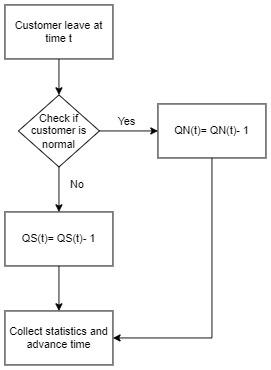 Customer leave at
time t
Check if
customer is
normal
Yes
QN(t)= QN(t)- 1
No
QS(t)= QS(t)- 1
Collect statistics and
advance time